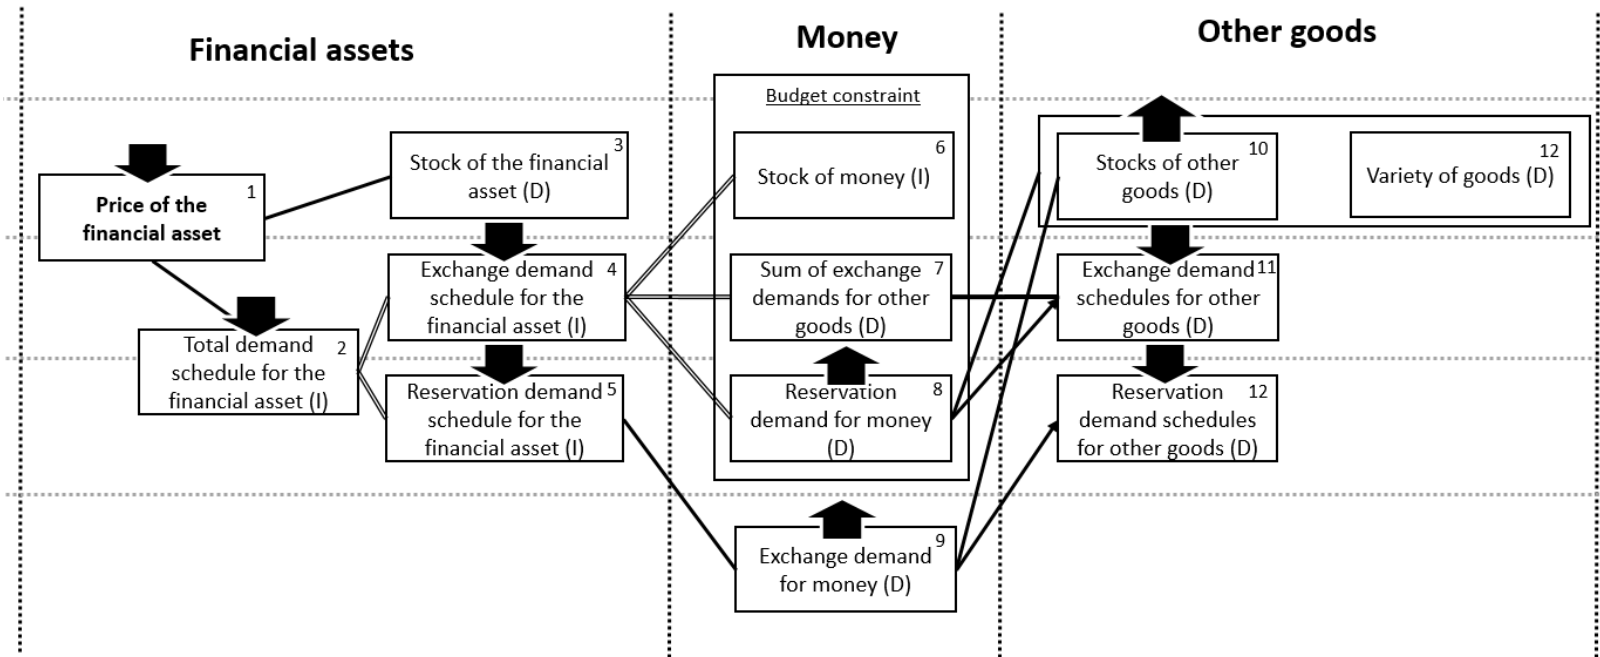 Financial assets
Money
Other goods
Budget constraint
1
Price of the
financial asset
3
Stock of the financial
asset (D)
6
Stock of money (I)
10
Stocks of other
goods (D)
12
Variety of goods (D)
2
Total demand
schedule for the
financial asset (I)
4
Exchange demand
schedule for the
financial asset (I)
7
Sum of exchange
demands for other
goods (D)
11
Exchange demand
schedules for other
goods (D)
5
Reservation demand
schedule for the
financial asset (I)
8
Reservation
demand for money
(D)
12
Reservation
demand schedules
for other goods (D)
9
Exchange demand
for money (D)